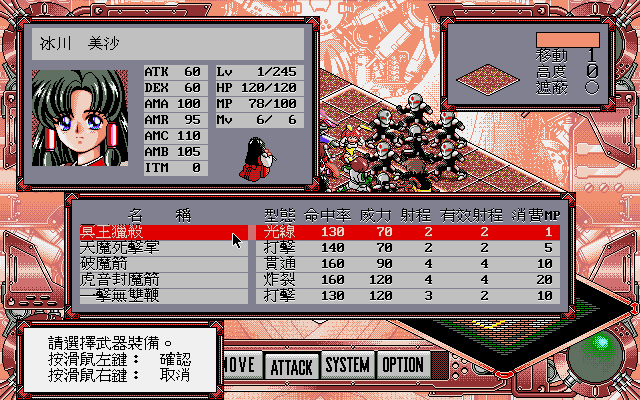 冰川 美沙
ATK 60
DEX 60
AMA 100
AMR 95
AMC 110
AMB 105
ITM 0
Lv 1/245
HP 120/120
MP 78/100
Mv 6/ 6
移動 1
高度 0
遮蔽 ○
名 稱 型態 命中率 威力 射程 有效射程 消費MP
冥王獵殺 光線 130 70 2 2 1
天魔死擊掌 打擊 140 70 2 2 5
破魔箭 貫通 160 90 4 4 10
虎音封魔箭 炸裂 160 120 4 4 20
一擊無雙鞭 打擊 130 120 3 2 10
請選擇武器裝備。
按滑鼠左鍵： 確認
按滑鼠右鍵： 取消
MOVE ATTACK SYSTEM OPTION